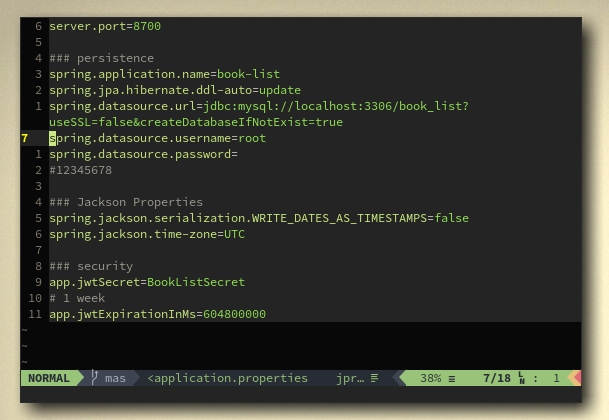 6 server.port=8700
5
4 ### persistence
3 spring.application.name=book-list
2 spring.jpa.hibernate.ddl-auto=update
1 spring.datasource.url=jdbc:mysql://localhost:3306/book_list?
useSSL=false&createDatabaseIfNotExist=true
7 spring.datasource.username=root
1 spring.datasource.password=
2 #12345678
3
4 ### Jackson Properties
5 spring.jackson.serialization.WRITE_DATES_AS_TIMESTAMPS=false
6 spring.jackson.time-zone=UTC
7
8 ### security
9 app.jwtSecret=BookListSecret
10 # 1 week
11 app.jwtExpirationInMs=604800000
~
~
~
NORMAL mas <application.properties jpr… 38% ≡ 7/18 LN : 1